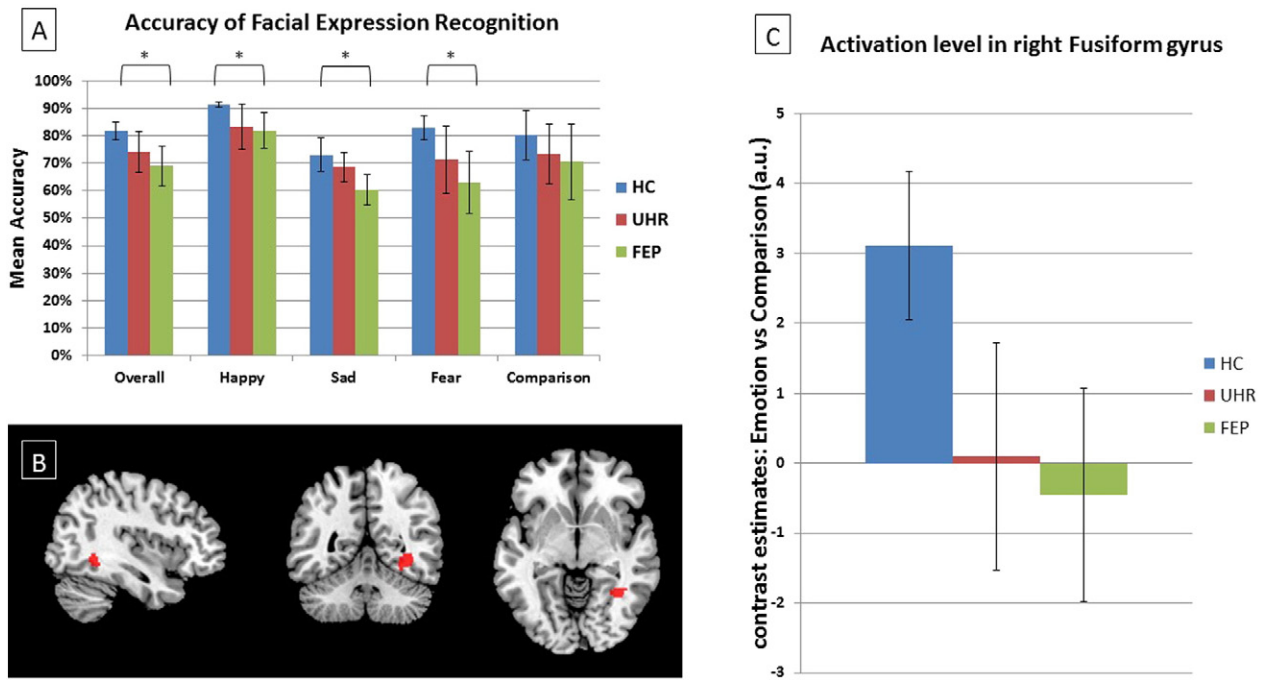 A
Accuracy of Facial Expression Recognition
* * * *
Mean Accuracy
100%
90%
80%
70%
60%
50%
40%
30%
20%
10%
0%
Overall Happy Sad Fear Comparison
HC
UHR
FEP
B
C
Activation level in right Fusiform gyrus
contrast estimates: Emotion vs Comparison (a.u.)
5
4
3
2
1
0
-1
-2
-3
HC
UHR
FEP